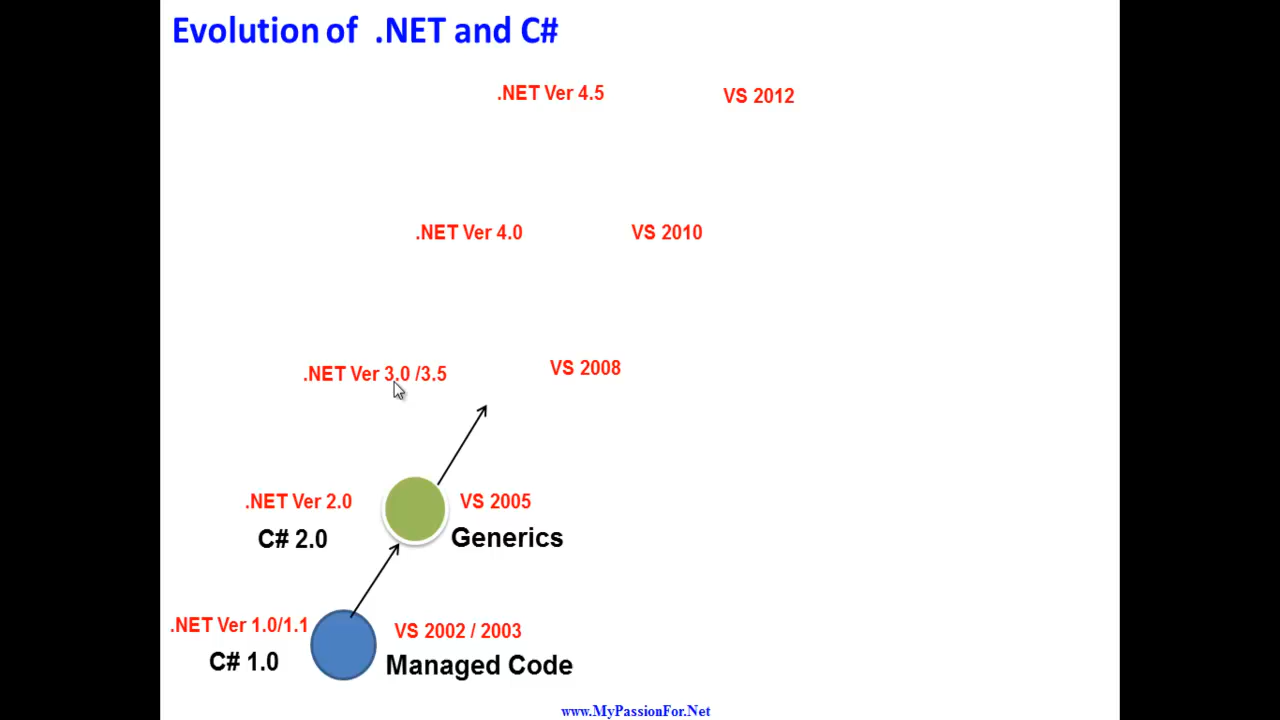 Evolution of .NET and C#
.NET Ver 4.5 VS 2012
.NET Ver 4.0 VS 2010
.NET Ver 3.0 /3.5 VS 2008
.NET Ver 2.0 VS 2005
C# 2.0 Generics
.NET Ver 1.0/1.1 VS 2002 / 2003
C# 1.0 Managed Code
www.MyPassionFor.Net